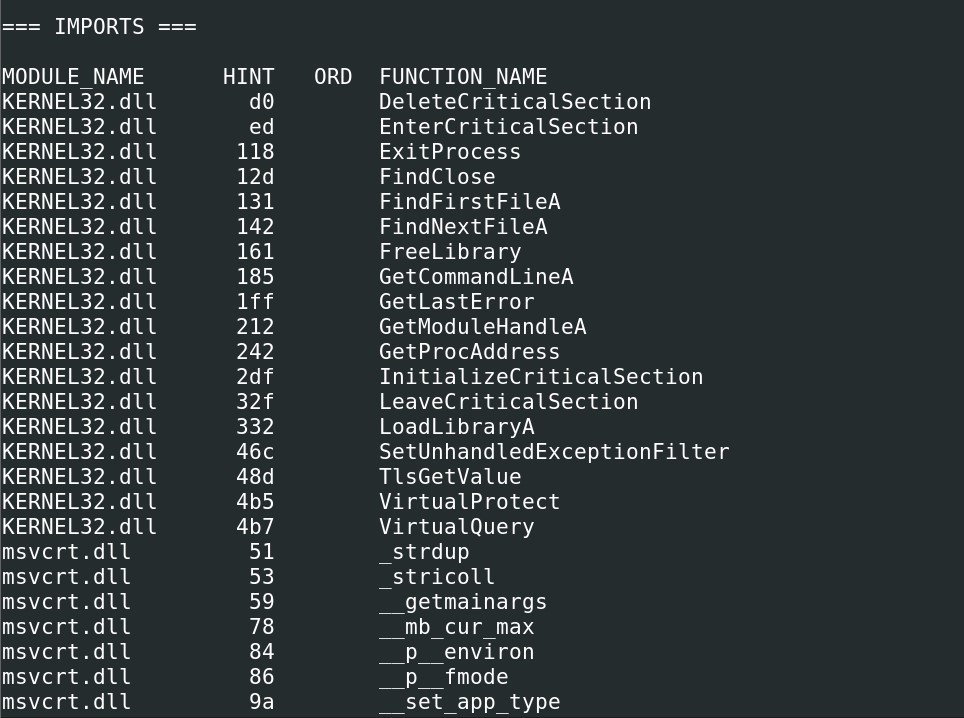 === IMPORTS ===
MODULE_NAME HINT ORD FUNCTION_NAME
KERNEL32.dll d0 DeleteCriticalSection
KERNEL32.dll ed EnterCriticalSection
KERNEL32.dll 118 ExitProcess
KERNEL32.dll 12d FindClose
KERNEL32.dll 131 FindFirstFileA
KERNEL32.dll 142 FindNextFileA
KERNEL32.dll 161 FreeLibrary
KERNEL32.dll 185 GetCommandLineA
KERNEL32.dll 1ff GetLastError
KERNEL32.dll 212 GetModuleHandleA
KERNEL32.dll 242 GetProcAddress
KERNEL32.dll 2df InitializeCriticalSection
KERNEL32.dll 32f LeaveCriticalSection
KERNEL32.dll 332 LoadLibraryA
KERNEL32.dll 46c SetUnhandledExceptionFilter
KERNEL32.dll 48d TlsGetValue
KERNEL32.dll 4b5 VirtualProtect
KERNEL32.dll 4b7 VirtualQuery
msvcrt.dll 51 _strdup
msvcrt.dll 53 _stricoll
msvcrt.dll 59 __getmainargs
msvcrt.dll 78 __mb_cur_max
msvcrt.dll 84 __p__environ
msvcrt.dll 86 __p__fmode
msvcrt.dll 9a __set_app_type